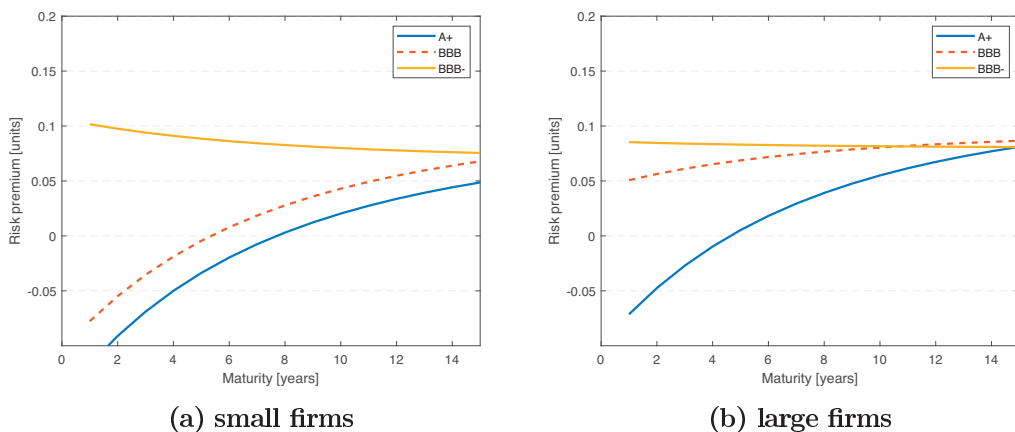 0.2
0.15
0.1
0.05
0
-0.05
Risk premium [units]
A+
BBB
BBB-
0 2 4 6 8 10 12 14
Maturity [years]
(a) small firms
0.2
0.15
0.1
0.05
0
-0.05
Risk premium [units]
A+
BBB
BBB-
0 2 4 6 8 10 12 14
Maturity [years]
(b) large firms